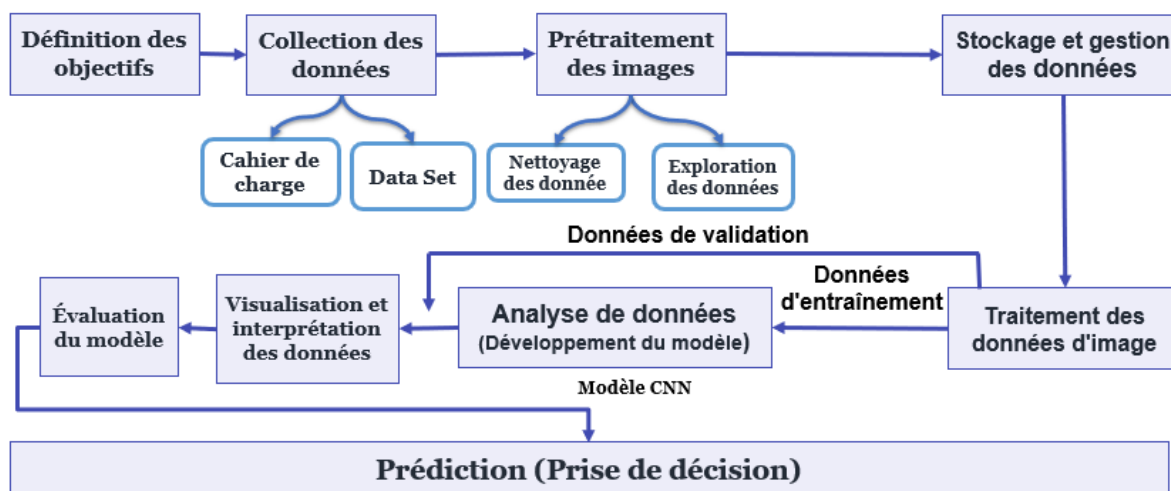 Définition des
objectifs
Collection des
données
Prétraitement
des images
Stockage et gestion
des données
Cahier de
charge
Data Set
Nettoyage
des donnée
Exploration
des données
Données de validation
Données
d'entraînement
Évaluation
du modèle
Visualisation et
interprétation
des données
Analyse de données
(Développement du modèle)
Traitement des
données d'image
Modèle CNN
Prédiction (Prise de décision)